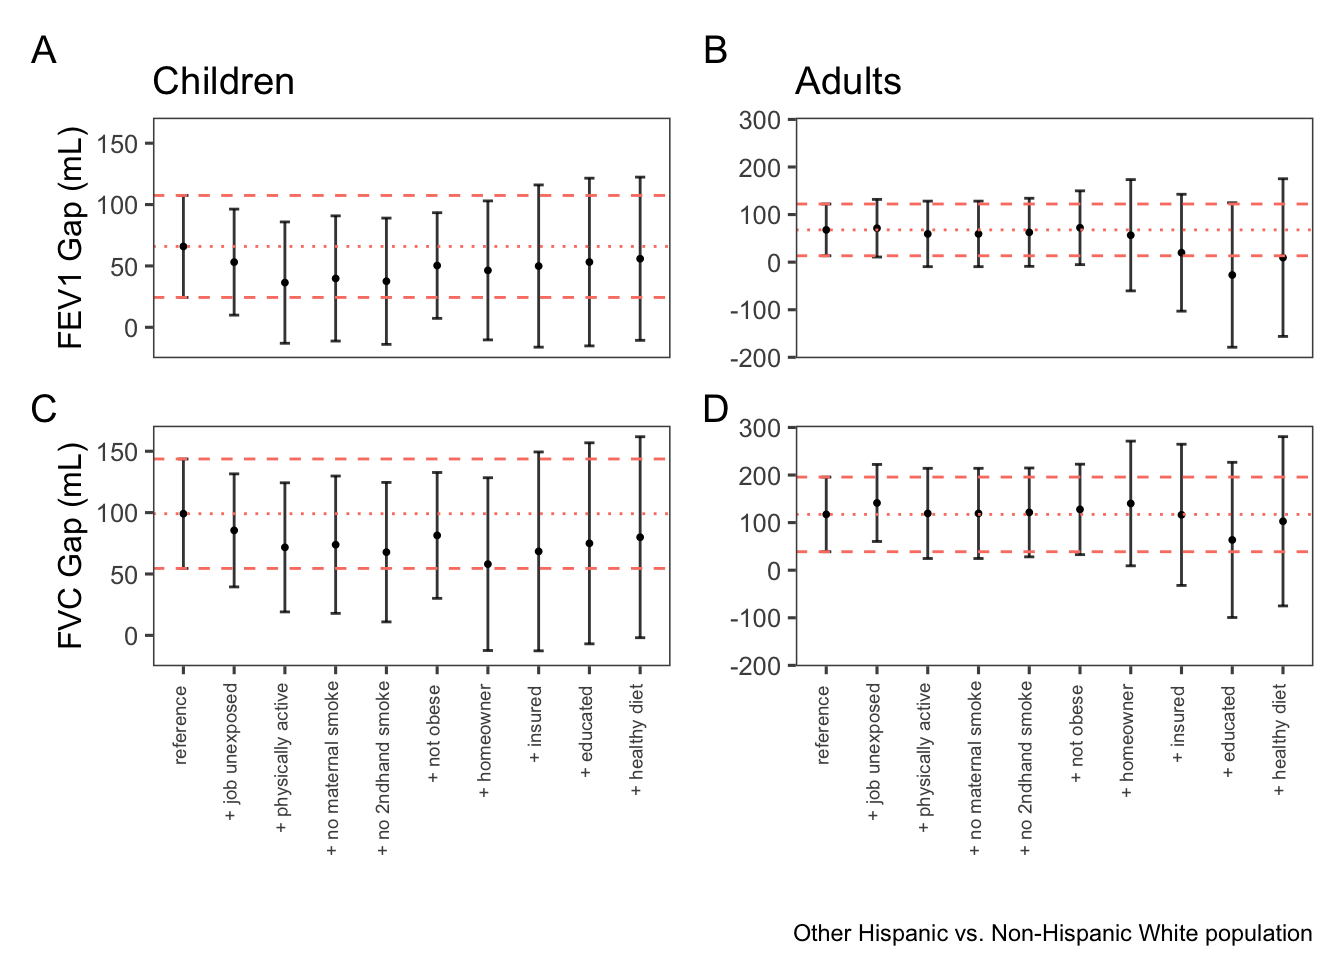 A
Children
FEV1 Gap (mL)
150
100
50
0
B
Adults
300
200
100
0
-100
-200
C
FVC Gap (mL)
150
100
50
0
reference
+ job unexposed
+ physically active
+ no maternal smoke
+ no 2ndhand smoke
+ not obese
+ homeowner
+ insured
+ educated
+ healthy diet
D
300
200
100
0
-100
-200
reference
+ job unexposed
+ physically active
+ no maternal smoke
+ no 2ndhand smoke
+ not obese
+ homeowner
+ insured
+ educated
+ healthy diet
Other Hispanic vs. Non-Hispanic White population